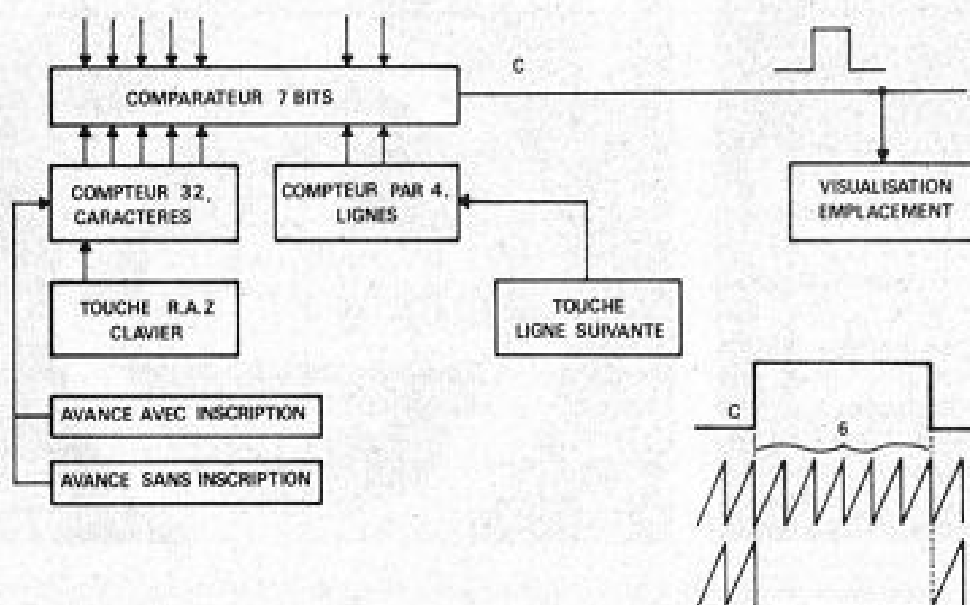 C
COMPARATEUR 7 BITS
COMPTEUR 32,
CARACTERES
COMPTEUR PAR 4,
LIGNES
VISUALISATION
EMPLACEMENT
TOUCHE R.A.Z
CLAVIER
TOUCHE
LIGNE SUIVANTE
AVANCE AVEC INSCRIPTION
C
6
AVANCE SANS INSCRIPTION